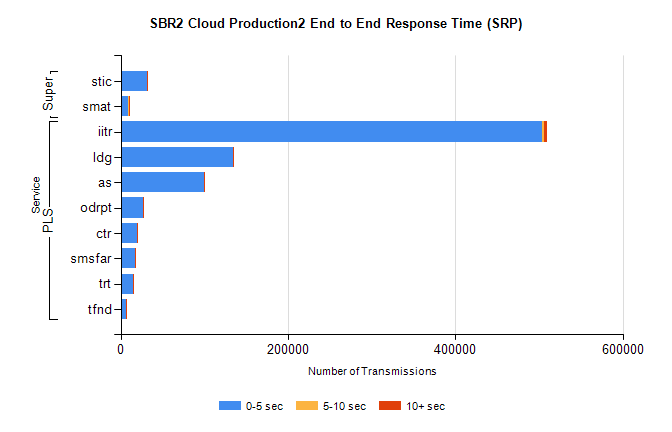 SBR2 Cloud Production2 End to End Response Time (SRP)
Super
stic
smat
Service
PLS
iitr
ldg
as
odrpt
ctr
smsfar
trt
tfnd
0 200000 400000 600000
Number of Transmissions
0-5 sec 5-10 sec 10+ sec